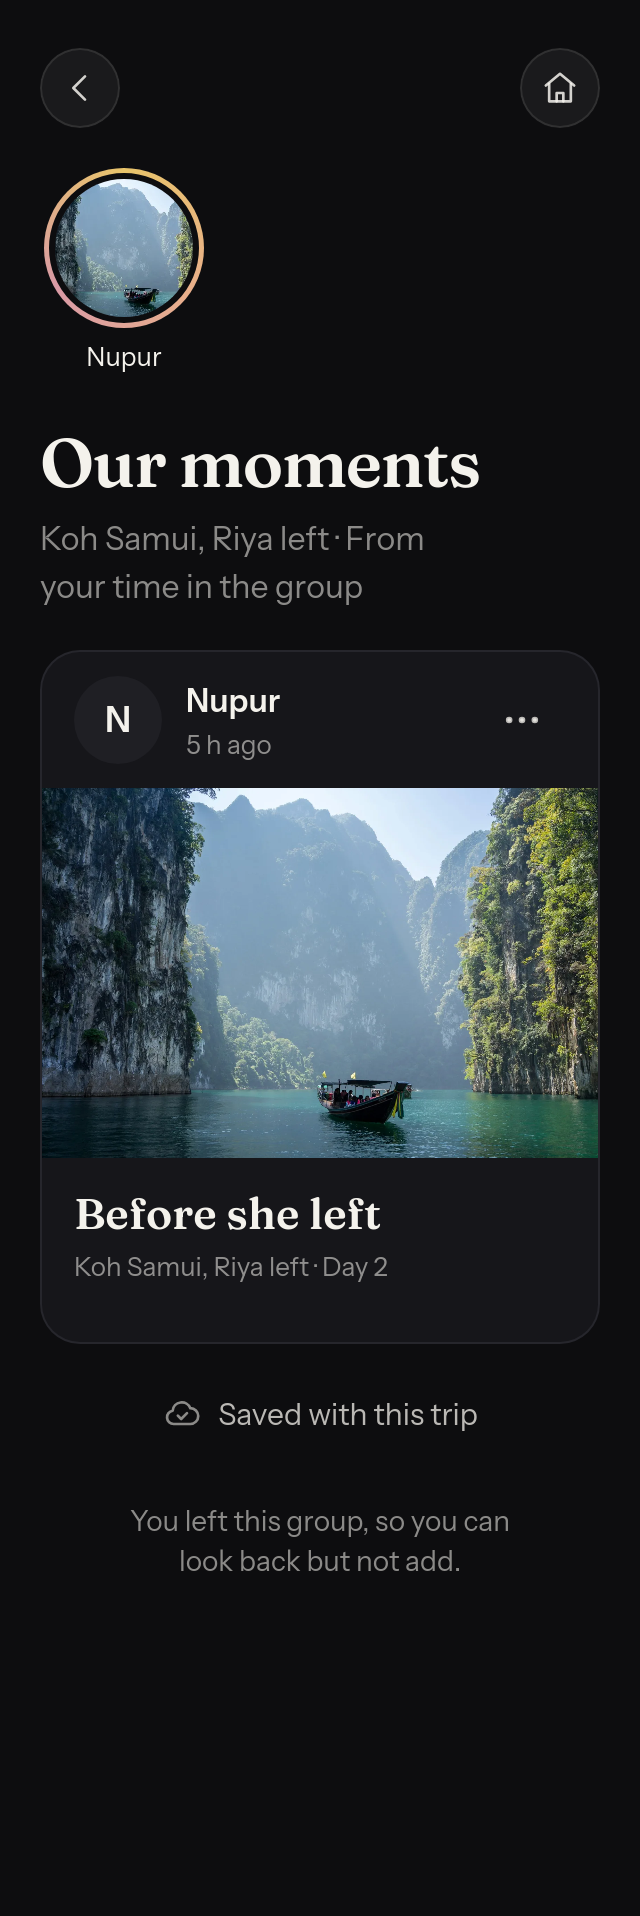 Nupur
Our moments
Koh Samui, Riya left · From
your time in the group
N
Nupur
5 h ago
Before she left
Koh Samui, Riya left · Day 2
Saved with this trip
You left this group, so you can
look back but not add.